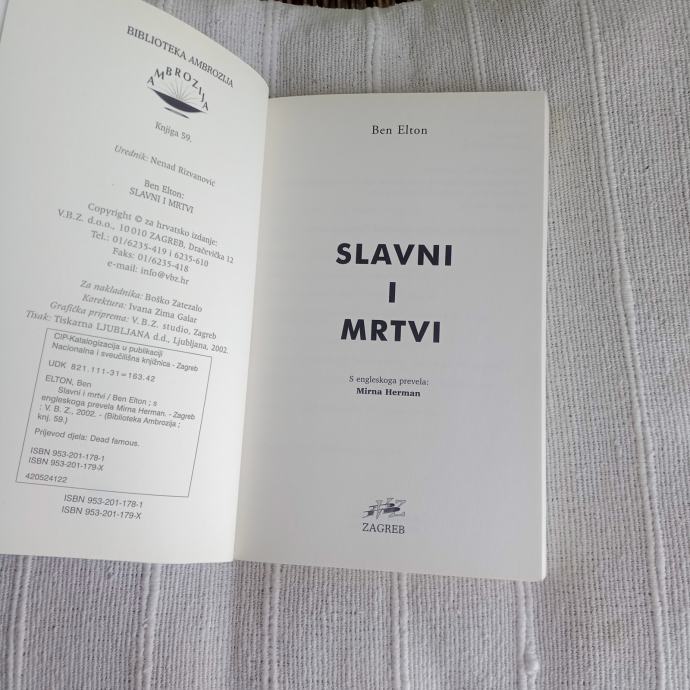 BIBLIOTEKA AMBROZIJA
AMBROZIJA
Knjiga 59.
Urednik: Nenad Rizvanović
Ben Elton:
SLAVNI I MRTVI
Copyright © za hrvatsko izdanje:
V.B.Z. d.o.o., 10 010 ZAGREB, Dračevička 12
Tel.: 01/6235-419 i 6235-610
Faks: 01/6235-418
e-mail: info@vbz.hr
Za nakladnika: Boško Zatezalo
Korektura: Ivana Zima Galar
Grafička priprema: V.B.Z. studio, Zagreb
Tisak: Tiskarna LJUBLJANA d.d., Ljubljana, 2002.
CIP-Katalogizacija u publikaciji
Nacionalna i sveučilišna knjižnica - Zagreb
UDK 821.111-31=163.42
ELTON, Ben
Slavni i mrtvi / Ben Elton ; s
engleskoga prevela Mirna Herman. - Zagreb
: V. B. Z., 2002. - (Biblioteka Ambrozija ;
knj. 59.)
Prijevod djela: Dead famous.
ISBN 953-201-178-1
ISBN 953-201-179-X
420524122
ISBN 953-201-178-1
ISBN 953-201-179-X
Ben Elton
SLAVNI
I
MRTVI
S engleskoga prevela:
Mirna Herman
VBZ
ZAGREB